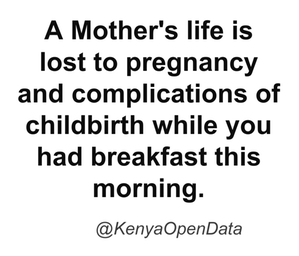 A Mother's life is
lost to pregnancy
and complications of
childbirth while you
had breakfast this
morning.
@KenyaOpenData